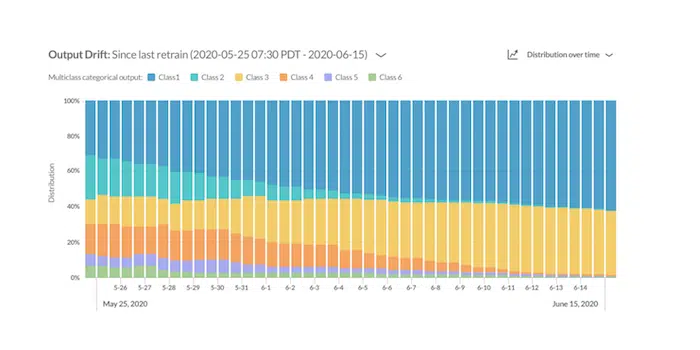 Output Drift: Since last retrain (2020-05-25 07:30 PDT - 2020-06-15)
Distribution over time
Multiclass categorical output: Class1 Class 2 Class 3 Class 4 Class 5 Class 6
100%
80%
60%
40%
20%
0%
Distribution
5-26 5-27 5-28 5-29 5-30 5-31 6-1 6-2 6-3 6-4 6-5 6-6 6-7 6-8 6-9 6-10 6-11 6-12 6-13 6-14
May 25, 2020
June 15, 2020